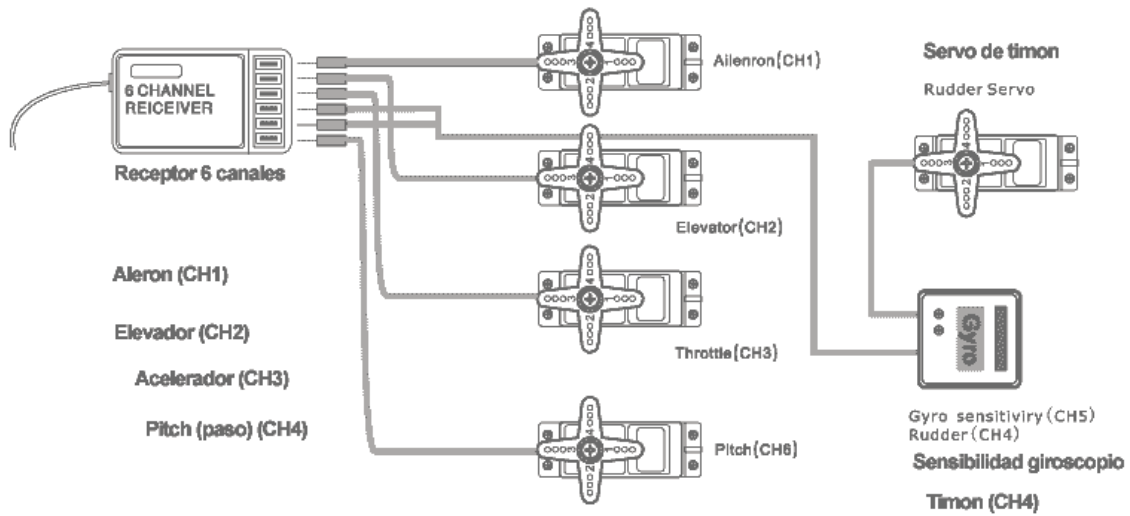 6 CHANNEL
REICEIVER
Receptor 6 canales
Aleron (CH1)
Elevador (CH2)
Acelerador (CH3)
Pitch (paso) (CH4)
Ailenron(CH1)
Elevator(CH2)
Throttle(CH3)
Pitch(CH6)
Servo de timon
Rudder Servo
Gyro
Gyro sensitiviry(CH5)
Rudder(CH4)
Sensibilidad giroscopio
Timon (CH4)